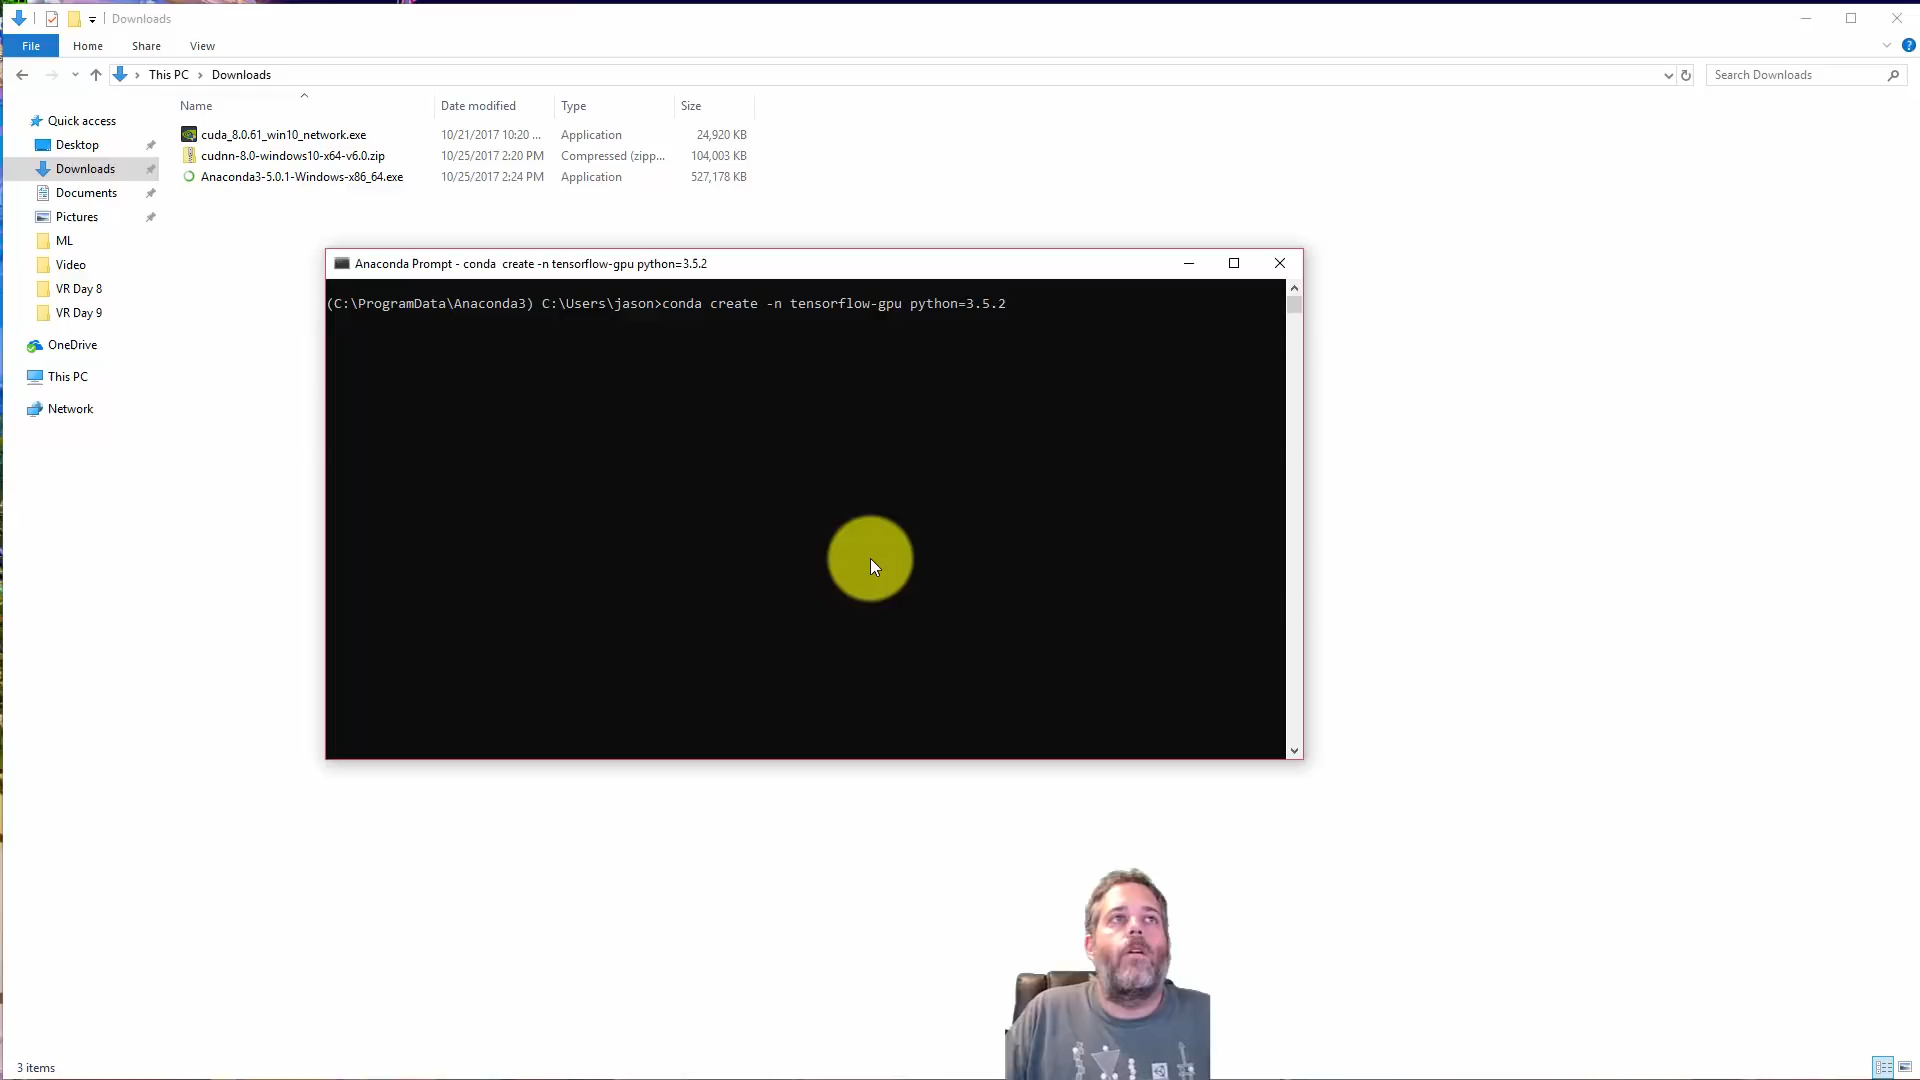 Downloads
File Home Share View
This PC Downloads
Search Downloads
Name Date modified Type Size
Quick access
Desktop
Downloads
Documents
Pictures
ML
Video
VR Day 8
VR Day 9
OneDrive
This PC
Network
cuda_8.0.61_win10_network.exe 10/21/2017 10:20 ... Application 24,920 KB
cudnn-8.0-windows10-x64-v6.0.zip 10/25/2017 2:20 PM Compressed (zipp... 104,003 KB
Anaconda3-5.0.1-Windows-x86_64.exe 10/25/2017 2:24 PM Application 527,178 KB
Anaconda Prompt - conda create -n tensorflow-gpu python=3.5.2
(C:\ProgramData\Anaconda3) C:\Users\jason>conda create -n tensorflow-gpu python=3.5.2
3 items